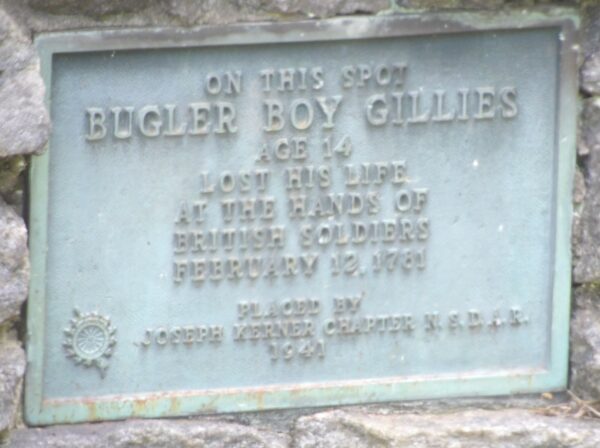 ON THIS SPOT
BUGLER BOY GILLIES
AGE 14
LOST HIS LIFE
AT THE HANDS OF
BRITISH SOLDIERS
FEBRUARY 12, 1781
PLACED BY
JOSEPH KERNER CHAPTER N.S.D.A.R.
1941